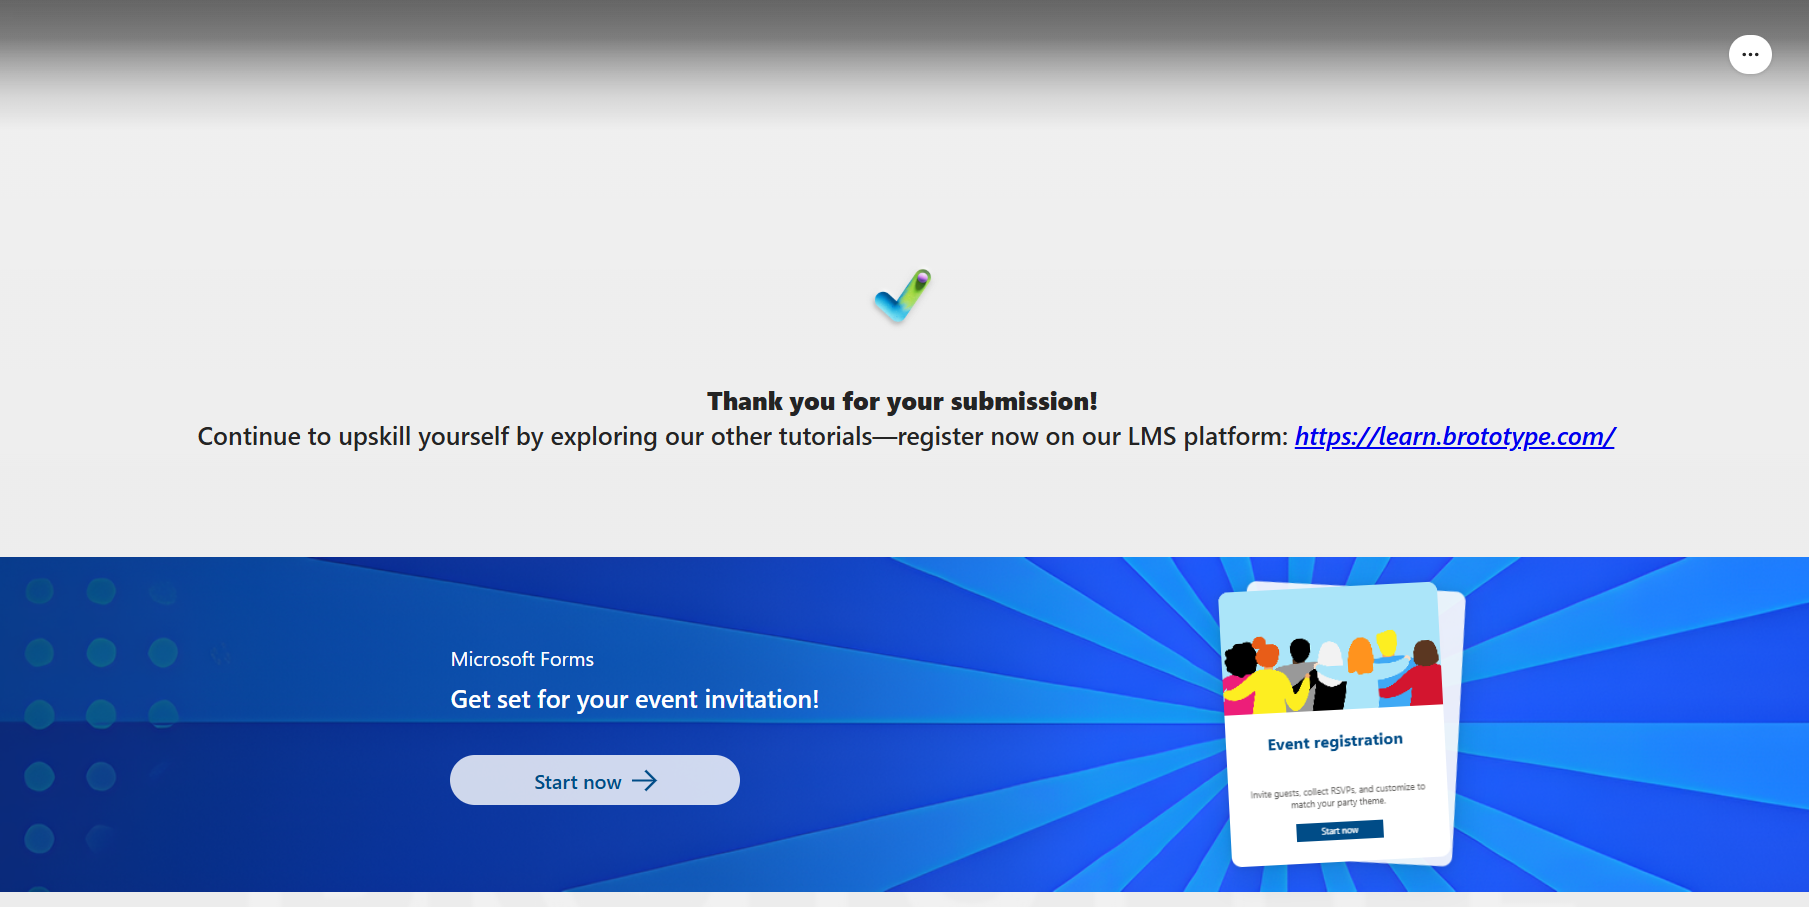 Thank you for your submission!
Continue to upskill yourself by exploring our other tutorials—register now on our LMS platform: https://learn.brototype.com/
Microsoft Forms
Get set for your event invitation!
Start now
Event registration
Invite guests, collect RSVPs, and customize to
match your party theme.
Start now